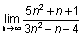 lim n→∞ 5n² + n + 1 / 3n² − n − 4